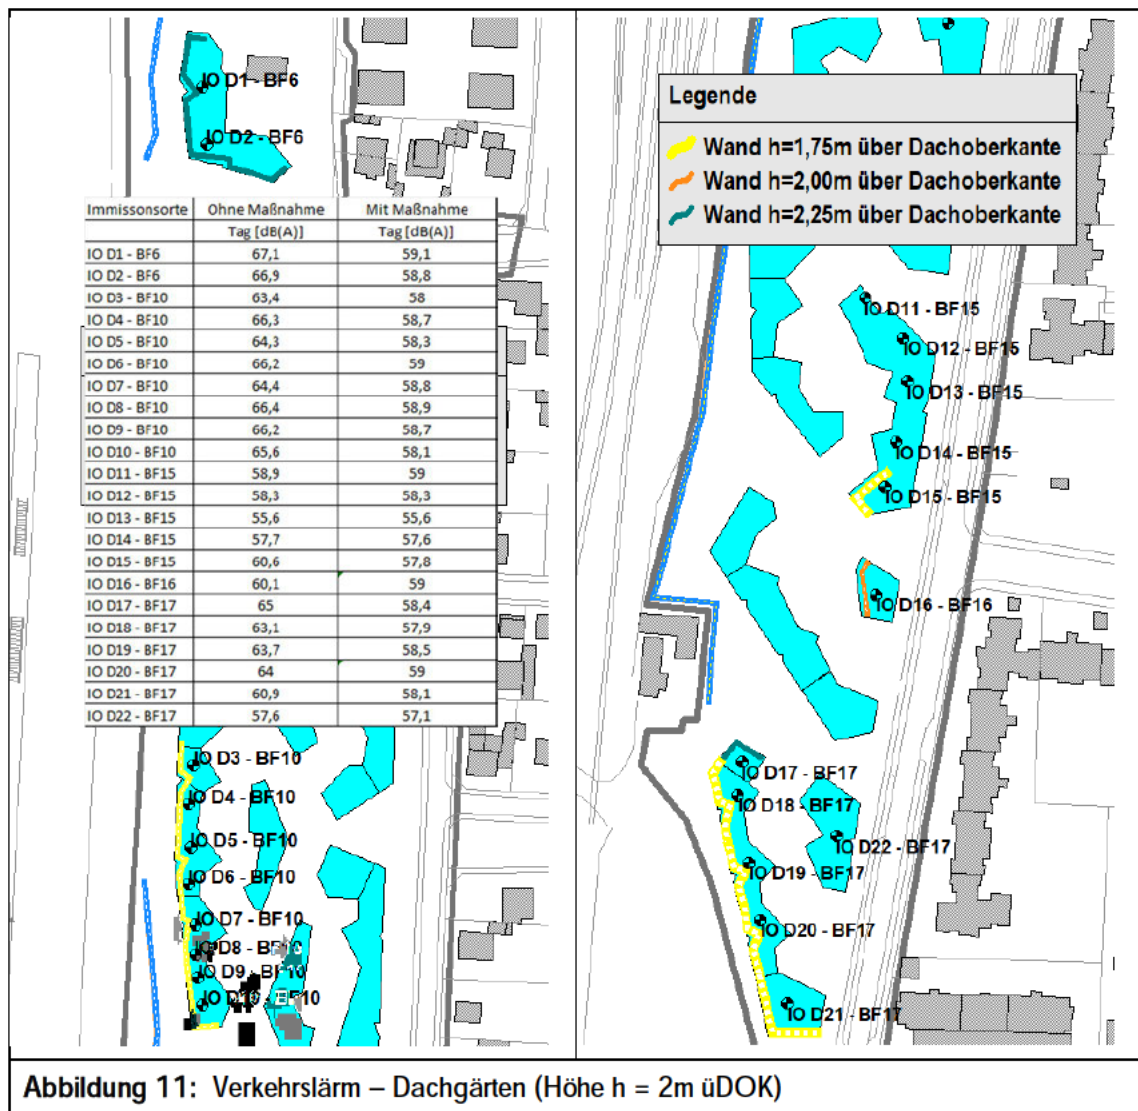 IO D1 - BF6
IO D2 - BF6
Immissonsorte Ohne Maßnahme Mit Maßnahme
Tag [dB(A)] Tag [dB(A)]
IO D1 - BF6 67,1 59,1
IO D2 - BF6 66,9 58,8
IO D3 - BF10 63,4 58
IO D4 - BF10 66,3 58,7
IO D5 - BF10 64,3 58,3
IO D6 - BF10 66,2 59
IO D7 - BF10 64,4 58,8
IO D8 - BF10 66,4 58,9
IO D9 - BF10 66,2 58,7
IO D10 - BF10 65,6 58,1
IO D11 - BF15 58,9 59
IO D12 - BF15 58,3 58,3
IO D13 - BF15 55,6 55,6
IO D14 - BF15 57,7 57,6
IO D15 - BF15 60,6 57,8
IO D16 - BF16 60,1 59
IO D17 - BF17 65 58,4
IO D18 - BF17 63,1 57,9
IO D19 - BF17 63,7 58,5
IO D20 - BF17 64 59
IO D21 - BF17 60,9 58,1
IO D22 - BF17 57,6 57,1
IO D3 - BF10
IO D4 - BF10
IO D5 - BF10
IO D6 - BF10
IO D7 - BF10
IO D8 - BF10
IO D9 - BF10
IO D10 - BF10
Legende
Wand h=1,75m über Dachoberkante
Wand h=2,00m über Dachoberkante
Wand h=2,25m über Dachoberkante
IO D11 - BF15
IO D12 - BF15
IO D13 - BF15
IO D14 - BF15
IO D15 - BF15
IO D16 - BF16
IO D17 - BF17
IO D18 - BF17
IO D22 - BF17
IO D19 - BF17
IO D20 - BF17
IO D21 - BF17
Abbildung 11: Verkehrslärm – Dachgärten (Höhe h = 2m üDOK)